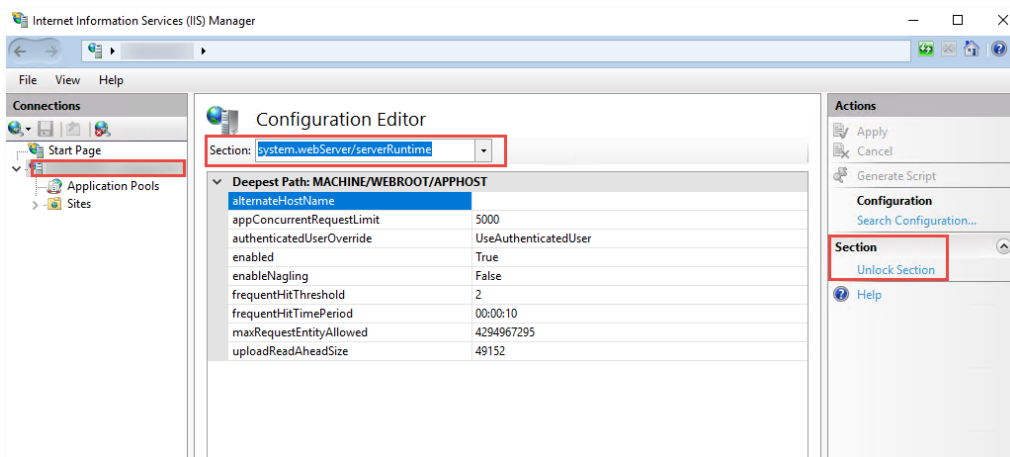 Internet Information Services (IIS) Manager
File View Help
Connections
Start Page
Application Pools
Sites
Configuration Editor
Section: system.webServer/serverRuntime
Deepest Path: MACHINE/WEBROOT/APPHOST
alternateHostName
appConcurrentRequestLimit 5000
authenticatedUserOverride UseAuthenticatedUser
enabled True
enableNagling False
frequentHitThreshold 2
frequentHitTimePeriod 00:00:10
maxRequestEntityAllowed 4294967295
uploadReadAheadSize 49152
Actions
Apply
Cancel
Generate Script
Configuration
Search Configuration...
Section
Unlock Section
Help